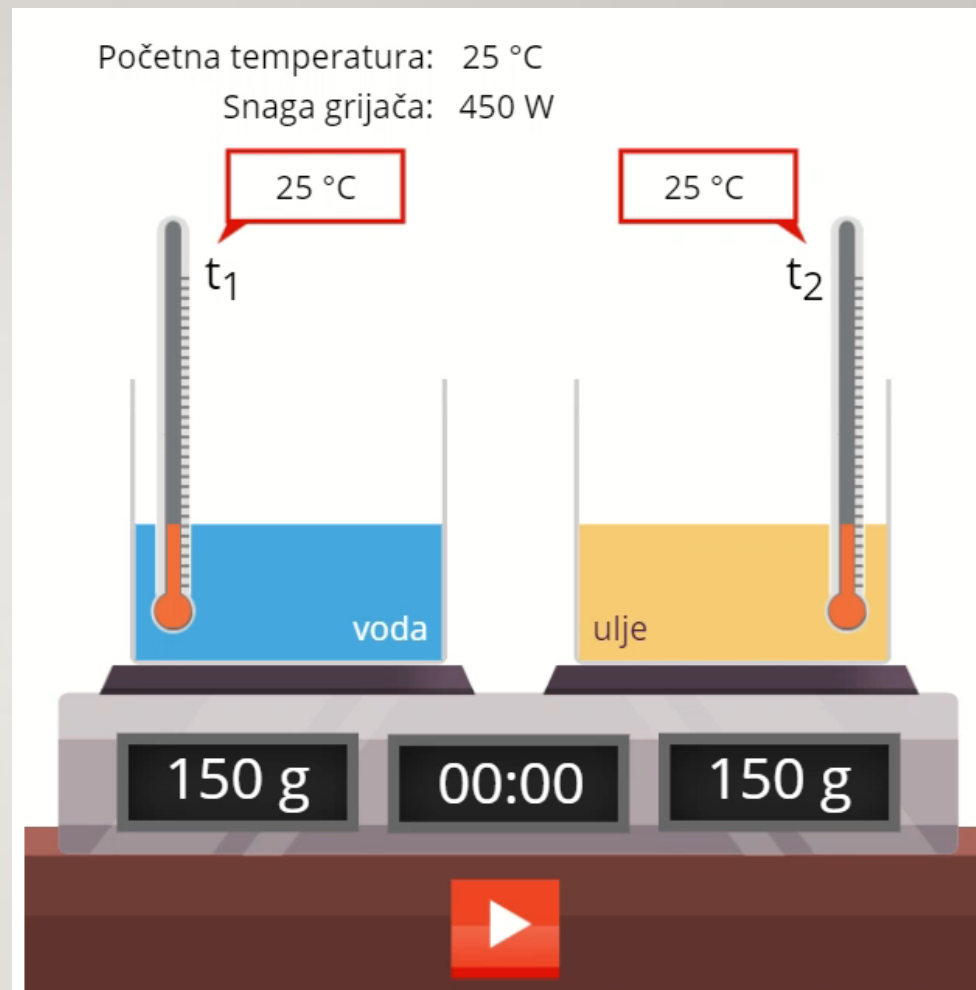 Početna temperatura: 25 °C
Snaga grijača: 450 W
25 °C
25 °C
t1
t2
voda
ulje
150 g
00:00
150 g